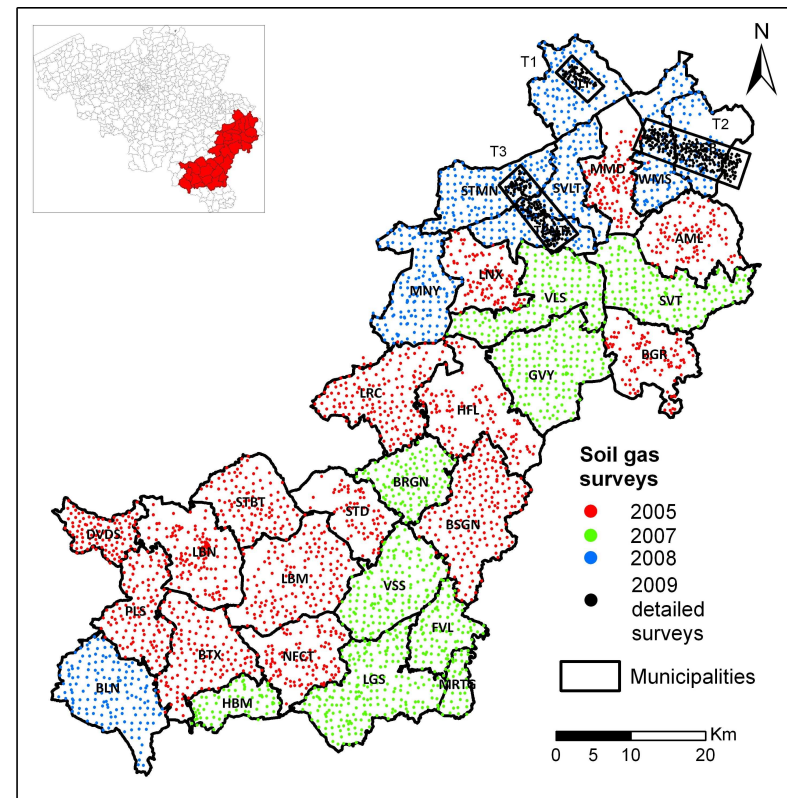 N
T1
T2
T3
MMD
STMN
SVLT
WMS
AML
LNX
MNY
VLS
SVT
BGR
GVY
LRC
HFL
BRGN
STBT
STD
BSGN
DVDS
LBN
LBM
VSS
PLS
FVL
BTX
NFCT
LGS
MRTG
BLN
HBM
Soil gas
surveys
2005
2007
2008
2009
detailed
surveys
Municipalities
Km
0 5 10 20